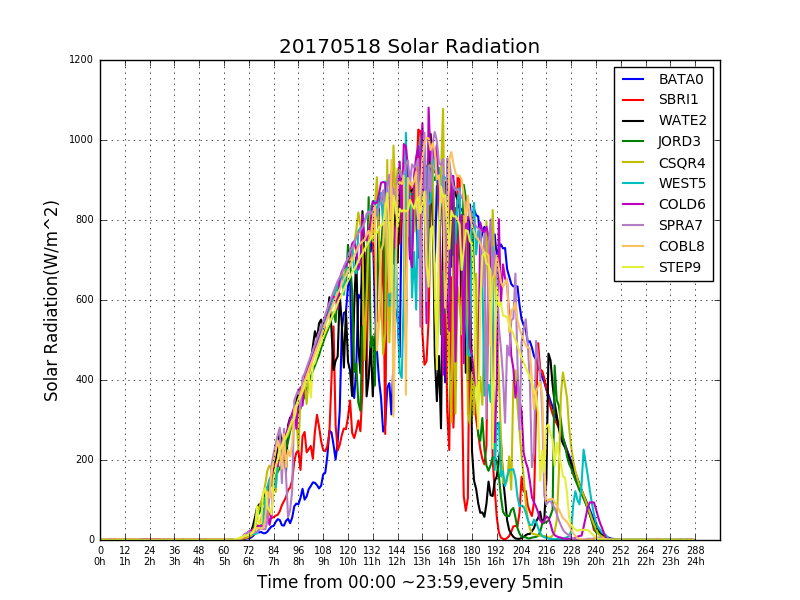 20170518 Solar Radiation
1200
1000
800
600
400
200
0
Solar Radiation(W/m^2)
BATA0
SBRI1
WATE2
JORD3
CSQR4
WEST5
COLD6
SPRA7
COBL8
STEP9
0 12 24 36 48 60 72 84 96 108 120 132 144 156 168 180 192 204 216 228 240 252 264 276 288
0h 1h 2h 3h 4h 5h 6h 7h 8h 9h 10h 11h 12h 13h 14h 15h 16h 17h 18h 19h 20h 21h 22h 23h 24h
Time from 00:00 ~23:59,every 5min